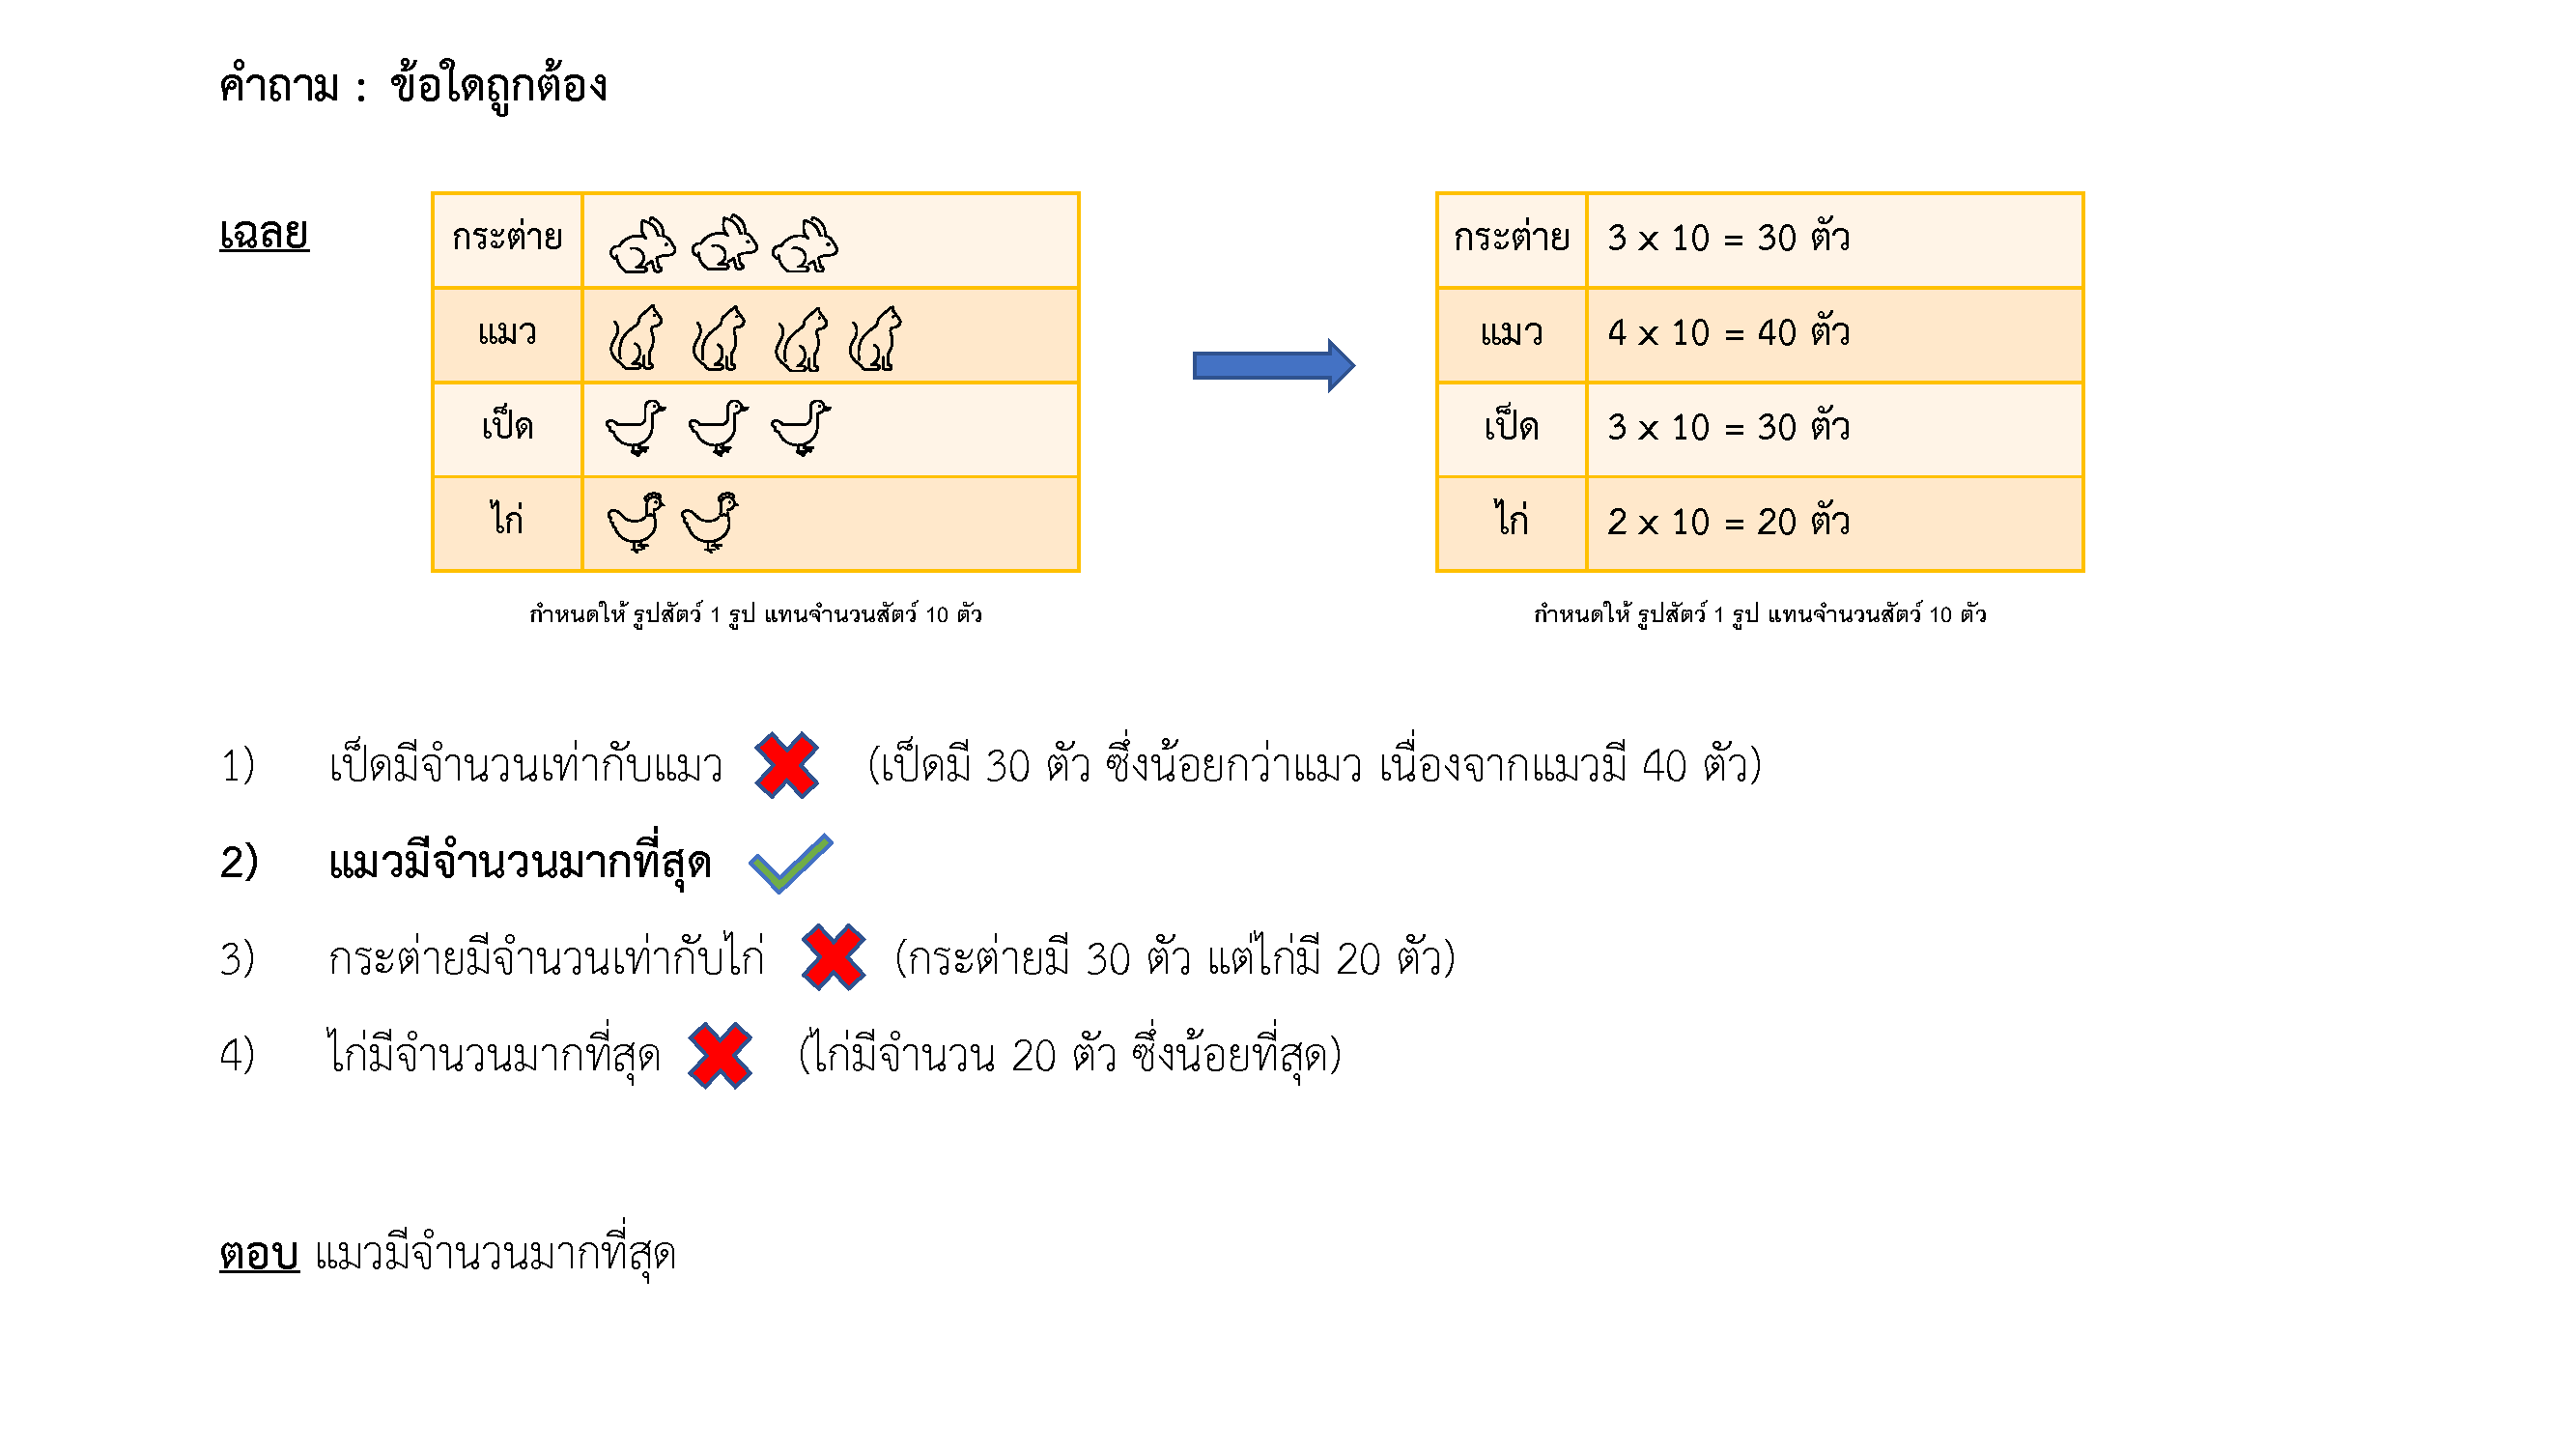 คำถาม : ข้อใดถูกต้อง
เฉลย
กระต่าย
แมว
เป็ด
ไก่
กำหนดให้ รูปสัตว์ 1 รูป แทนจำนวนสัตว์ 10 ตัว
กระต่าย 3 x 10 = 30 ตัว
แมว 4 x 10 = 40 ตัว
เป็ด 3 x 10 = 30 ตัว
ไก่ 2 x 10 = 20 ตัว
กำหนดให้ รูปสัตว์ 1 รูป แทนจำนวนสัตว์ 10 ตัว
1) เป็ดมีจำนวนเท่ากับแมว (เป็ดมี 30 ตัว ซึ่งน้อยกว่าแมว เนื่องจากแมวมี 40 ตัว)
2) แมวมีจำนวนมากที่สุด
3) กระต่ายมีจำนวนเท่ากับไก่ (กระต่ายมี 30 ตัว แต่ไก่มี 20 ตัว)
4) ไก่มีจำนวนมากที่สุด (ไก่มีจำนวน 20 ตัว ซึ่งน้อยที่สุด)
ตอบ แมวมีจำนวนมากที่สุด